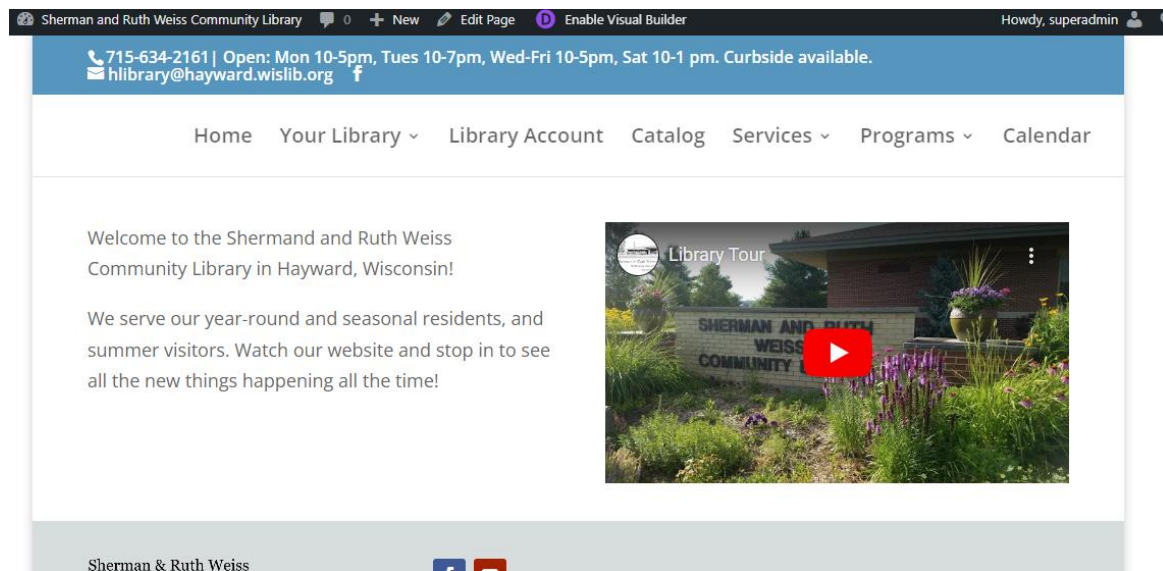 Sherman and Ruth Weiss Community Library 0 New Edit Page D Enable Visual Builder Howdy, superadmin
715-634-2161| Open: Mon 10-5pm, Tues 10-7pm, Wed-Fri 10-5pm, Sat 10-1 pm. Curbside available.
hlibrary@hayward.wislib.org f
Home Your Library Library Account Catalog Services Programs Calendar
Welcome to the Shermand and Ruth Weiss
Community Library in Hayward, Wisconsin!
We serve our year-round and seasonal residents, and
summer visitors. Watch our website and stop in to see
all the new things happening all the time!
Library Tour
SHERMAN AND RUTH
WEISS
COMMUNITY
Sherman & Ruth Weiss